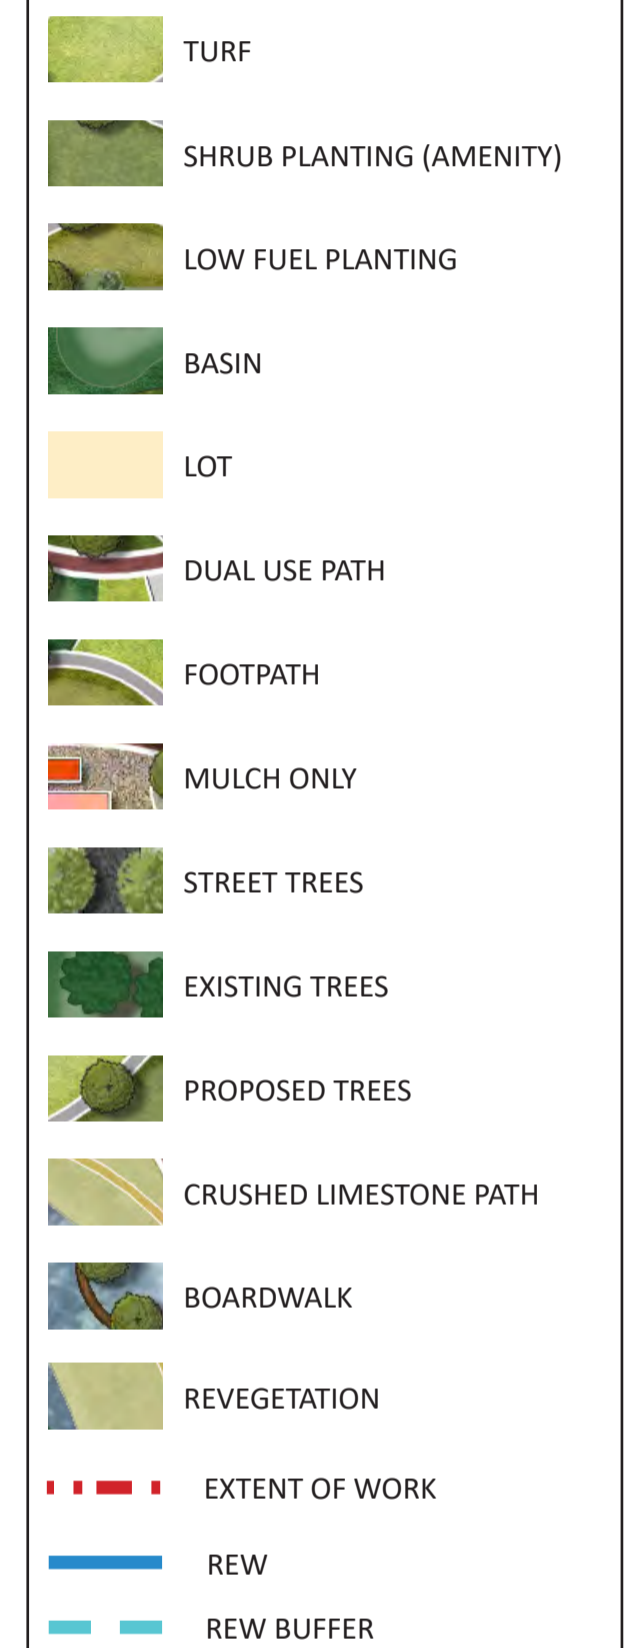 TURF
SHRUB PLANTING (AMENITY)
LOW FUEL PLANTING
BASIN
LOT
DUAL USE PATH
FOOTPATH
MULCH ONLY
STREET TREES
EXISTING TREES
PROPOSED TREES
CRUSHED LIMESTONE PATH
BOARDWALK
REVEGETATION
EXTENT OF WORK
REW
REW BUFFER